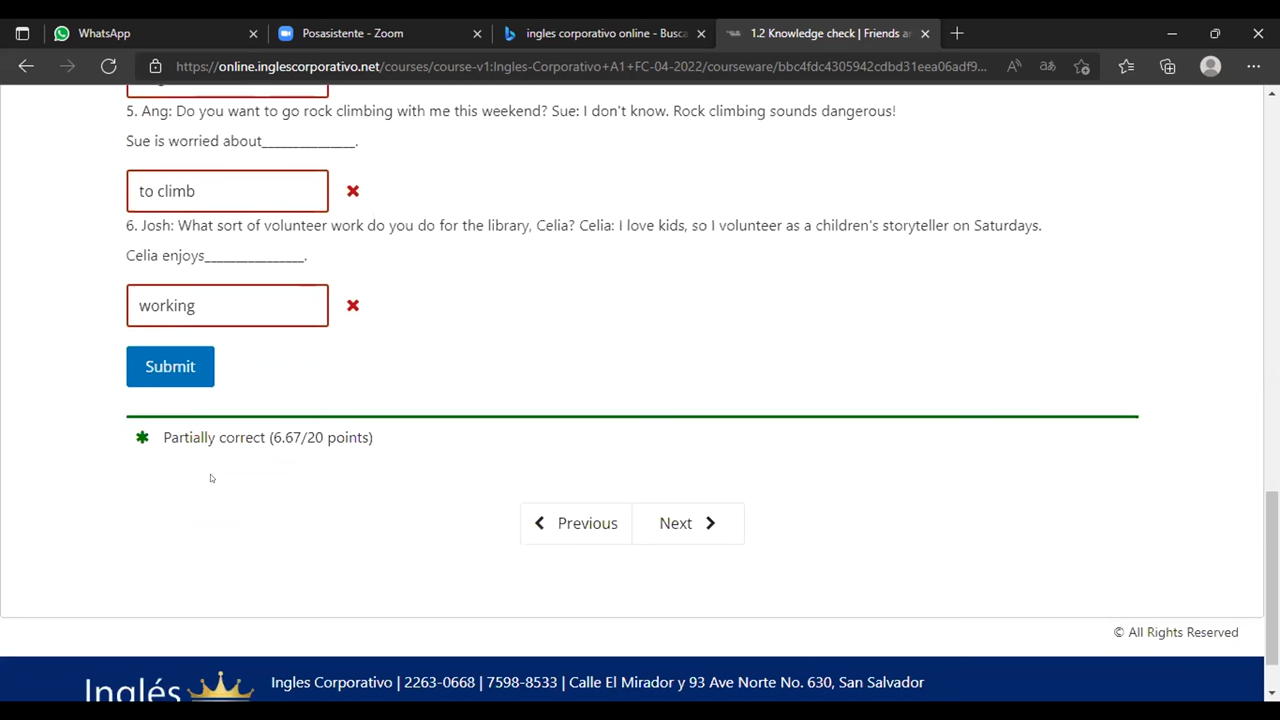 WhatsApp
Posasistente - Zoom
ingles corporativo online - Busca
1.2 Knowledge check | Friends a
https://online.inglescorporativo.net/courses/course-v1:Ingles-Corporativo+A1+FC-04-2022/courseware/bbc4fdc4305942cdbd31eea06adf9...
5. Ang: Do you want to go rock climbing with me this weekend? Sue: I don't know. Rock climbing sounds dangerous!
Sue is worried about_______________.
to climb
6. Josh: What sort of volunteer work do you do for the library, Celia? Celia: I love kids, so I volunteer as a children's storyteller on Saturdays.
Celia enjoys________________.
working
Submit
Partially correct (6.67/20 points)
Previous
Next
© All Rights Reserved
Inglés
Ingles Corporativo | 2263-0668 | 7598-8533 | Calle El Mirador y 93 Ave Norte No. 630, San Salvador